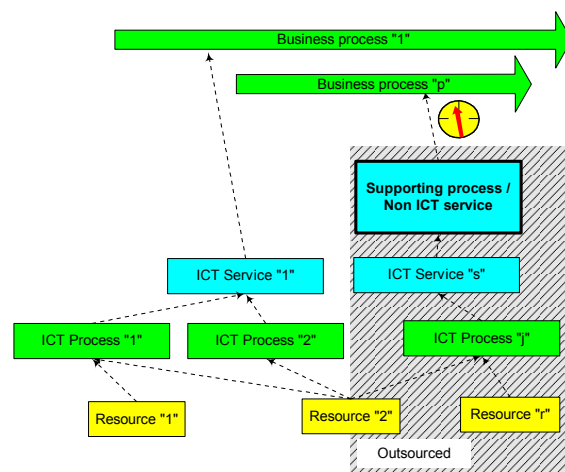 Business process "1"
Business process "p"
Supporting process /
Non ICT service
ICT Service "1"
ICT Service "s"
ICT Process "1"
ICT Process "2"
ICT Process "j"
Resource "1"
Resource "2"
Resource "r"
Outsourced